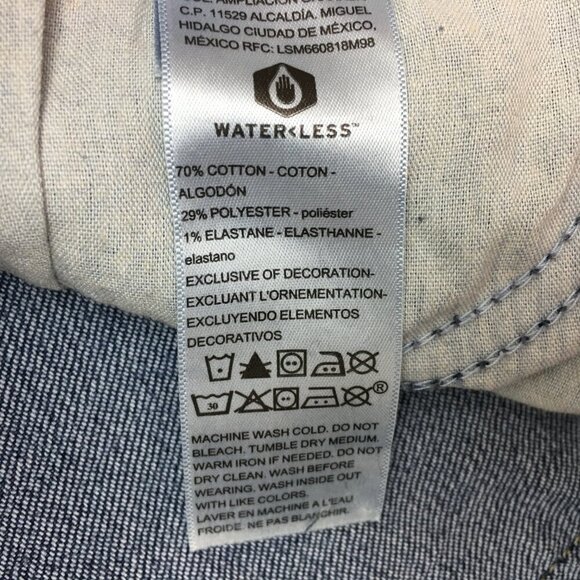 C.P. 11529 ALCALDÍA. MIGUEL
HIDALGO CIUDAD DE MÉXICO,
MÉXICO RFC: LSM660818M98
WATER<LESS™
70% COTTON - COTON -
ALGODÓN
29% POLYESTER - poliéster
1% ELASTANE - ELASTHANNE -
elastano
EXCLUSIVE OF DECORATION-
EXCLUANT L'ORNEMENTATION-
EXCLUYENDO ELEMENTOS
DECORATIVOS
30 ®
MACHINE WASH COLD. DO NOT
BLEACH. TUMBLE DRY MEDIUM.
WARM IRON IF NEEDED. DO NOT
DRY CLEAN. WASH BEFORE
WEARING. WASH INSIDE OUT
WITH LIKE COLORS.
LAVER EN MACHINE A L'EAU
FROIDE. NE PAS BLANCHIR.